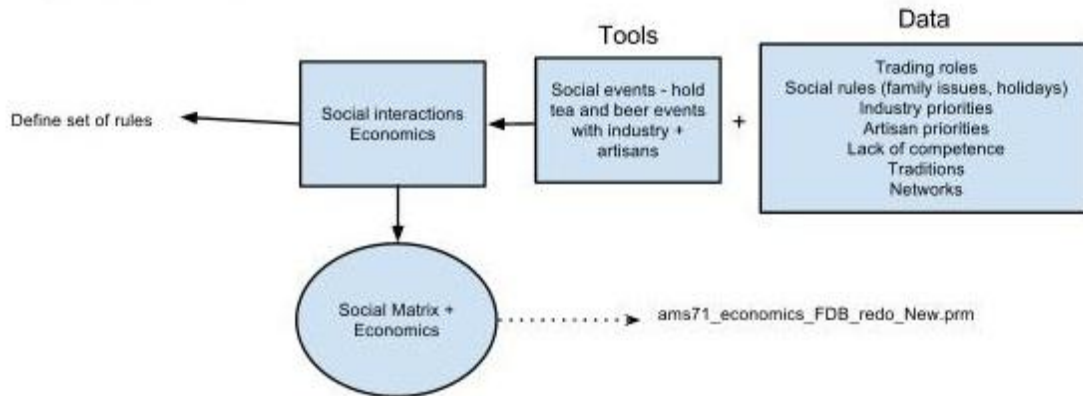 Data
Tools
Trading roles
Social rules (family issues, holidays)
Industry priorities
Artisan priorities
Lack of competence
Traditions
Networks
Social events - hold
tea and beer events
with industry +
artisans
+
Social interactions
Economics
Define set of rules
Social Matrix +
Economics
ams71_economics_FDB_redo_New.prm